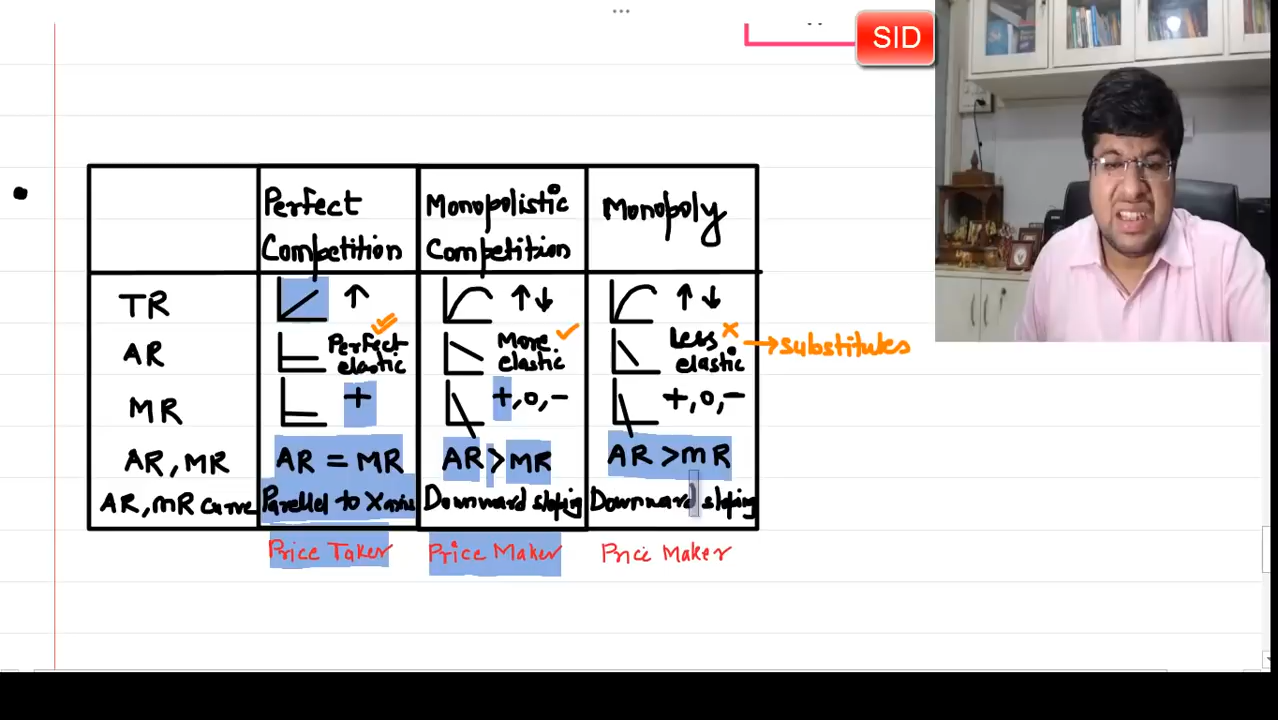 SID
Perfect Competition
Monopolistic Competition
Monopoly
TR ↑ ↑↓ ↑↓
AR Perfect elastic ✓ More elastic ✓ Less elastic × → substitutes
MR + +, 0, - +, 0, -
AR, MR AR = MR AR > MR AR > mR
AR, MR curve Parellel to X axis Downward sloping Downward sloping
Price Taker Price Maker Price Maker